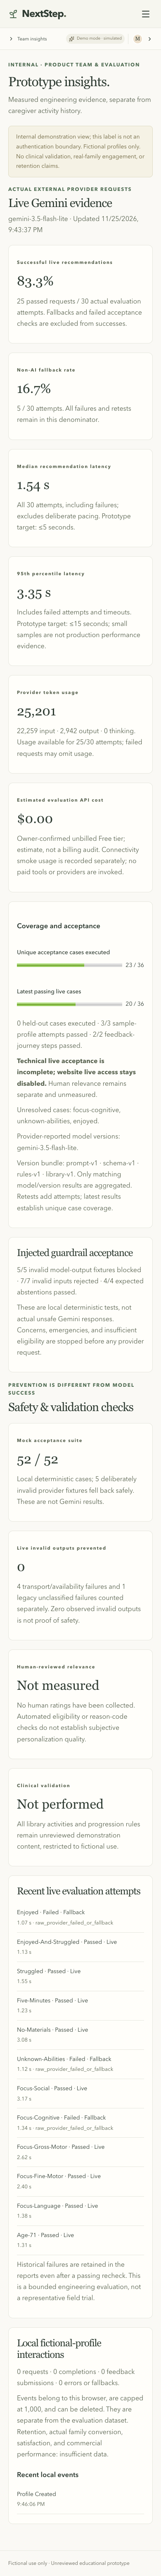 NextStep.
Team insights
Demo mode · simulated
M
INTERNAL · PRODUCT TEAM & EVALUATION
Prototype insights.
Measured engineering evidence, separate from
caregiver activity history.
Internal demonstration view; this label is not an
authentication boundary. Fictional profiles only.
No clinical validation, real-family engagement, or
retention claims.
ACTUAL EXTERNAL PROVIDER REQUESTS
Live Gemini evidence
gemini-3.5-flash-lite · Updated 11/25/2026,
9:43:37 PM
Successful live recommendations
83.3%
25 passed requests / 30 actual evaluation
attempts. Fallbacks and failed acceptance
checks are excluded from successes.
Non-AI fallback rate
16.7%
5 / 30 attempts. All failures and retests
remain in this denominator.
Median recommendation latency
1.54 s
All 30 attempts, including failures;
excludes deliberate pacing. Prototype
target: ≤5 seconds.
95th percentile latency
3.35 s
Includes failed attempts and timeouts.
Prototype target: ≤15 seconds; small
samples are not production performance
evidence.
Provider token usage
25,201
22,259 input · 2,942 output · 0 thinking.
Usage available for 25/30 attempts; failed
requests may omit usage.
Estimated evaluation API cost
$0.00
Owner-confirmed unbilled Free tier;
estimate, not a billing audit. Connectivity
smoke usage is recorded separately; no
paid tools or providers are invoked.
Coverage and acceptance
Unique acceptance cases executed
23 / 36
Latest passing live cases
20 / 36
0 held-out cases executed · 3/3 sample-
profile attempts passed · 2/2 feedback-
journey steps passed.
Technical live acceptance is
incomplete; website live access stays
disabled. Human relevance remains
separate and unmeasured.
Unresolved cases: focus-cognitive,
unknown-abilities, enjoyed.
Provider-reported model versions:
gemini-3.5-flash-lite.
Version bundle: prompt-v1 · schema-v1 ·
rules-v1 · library-v1. Only matching
model/version results are aggregated.
Retests add attempts; latest results
establish unique case coverage.
Injected guardrail acceptance
5/5 invalid model-output fixtures blocked
· 7/7 invalid inputs rejected · 4/4 expected
abstentions passed.
These are local deterministic tests, not
actual unsafe Gemini responses.
Concerns, emergencies, and insufficient
eligibility are stopped before any provider
request.
PREVENTION IS DIFFERENT FROM MODEL
SUCCESS
Safety & validation checks
Mock acceptance suite
52 / 52
Local deterministic cases; 5 deliberately
invalid provider fixtures fell back safely.
These are not Gemini results.
Live invalid outputs prevented
0
4 transport/availability failures and 1
legacy unclassified failures counted
separately. Zero observed invalid outputs
is not proof of safety.
Human-reviewed relevance
Not measured
No human ratings have been collected.
Automated eligibility or reason-code
checks do not establish subjective
personalization quality.
Clinical validation
Not performed
All library activities and progression rules
remain unreviewed demonstration
content, restricted to fictional use.
Recent live evaluation attempts
Enjoyed · Failed · Fallback
1.07 s · raw_provider_failed_or_fallback
Enjoyed-And-Struggled · Passed · Live
1.13 s
Struggled · Passed · Live
1.55 s
Five-Minutes · Passed · Live
1.23 s
No-Materials · Passed · Live
3.08 s
Unknown-Abilities · Failed · Fallback
1.12 s · raw_provider_failed_or_fallback
Focus-Social · Passed · Live
3.17 s
Focus-Cognitive · Failed · Fallback
1.34 s · raw_provider_failed_or_fallback
Focus-Gross-Motor · Passed · Live
2.62 s
Focus-Fine-Motor · Passed · Live
2.40 s
Focus-Language · Passed · Live
1.38 s
Age-71 · Passed · Live
1.31 s
Historical failures are retained in the
reports even after a passing recheck. This
is a bounded engineering evaluation, not
a representative field trial.
Local fictional-profile
interactions
0 requests · 0 completions · 0 feedback
submissions · 0 errors or fallbacks.
Events belong to this browser, are capped
at 1,000, and can be deleted. They are
separate from the evaluation dataset.
Retention, actual family conversion,
satisfaction, and commercial
performance: insufficient data.
Recent local events
Profile Created
9:46:06 PM
Fictional use only · Unreviewed educational prototype